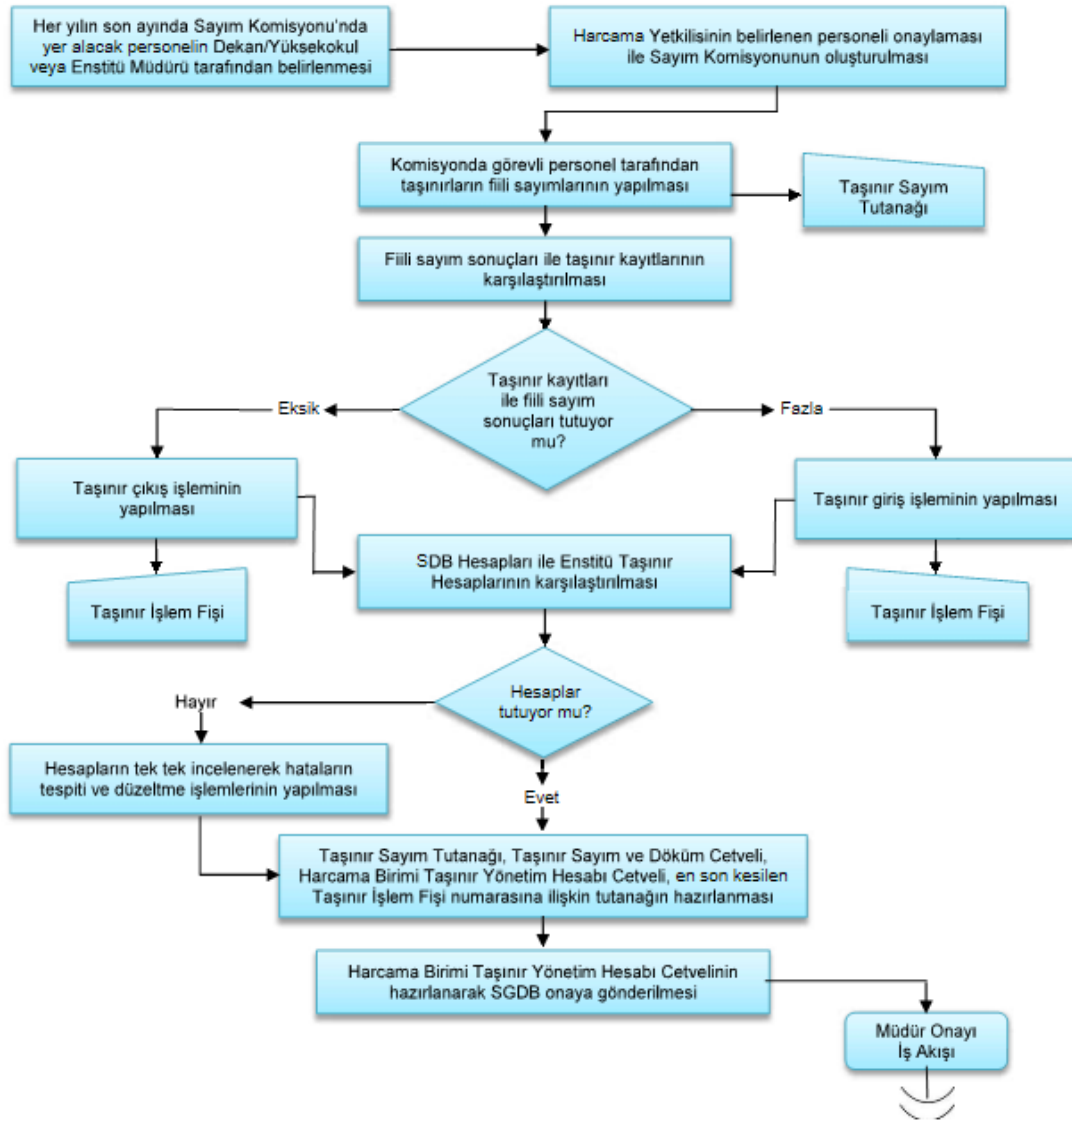 Her yılın son ayında Sayım Komisyonu'nda
yer alacak personelin Dekan/Yüksekokul
veya Enstitü Müdürü tarafından belirlenmesi
Harcama Yetkilisinin belirlenen personeli onaylaması
ile Sayım Komisyonunun oluşturulması
Komisyonda görevli personel tarafından
taşınırların fiili sayımlarının yapılması
Taşınır Sayım
Tutanağı
Fiili sayım sonuçları ile taşınır kayıtlarının
karşılaştırılması
Taşınır kayıtları
ile fiili sayım
sonuçları tutuyor
mu?
Eksik
Fazla
Taşınır çıkış işleminin
yapılması
Taşınır giriş işleminin yapılması
SDB Hesapları ile Enstitü Taşınır
Hesaplarının karşılaştırılması
Taşınır İşlem Fişi
Taşınır İşlem Fişi
Hesaplar
tutuyor mu?
Hayır
Hesapların tek tek incelenerek hataların
tespiti ve düzeltme işlemlerinin yapılması
Evet
Taşınır Sayım Tutanağı, Taşınır Sayım ve Döküm Cetveli,
Harcama Birimi Taşınır Yönetim Hesabı Cetveli, en son kesilen
Taşınır İşlem Fişi numarasına ilişkin tutanağın hazırlanması
Harcama Birimi Taşınır Yönetim Hesabı Cetvelinin
hazırlanarak SGDB onaya gönderilmesi
Müdür Onayı
İş Akışı